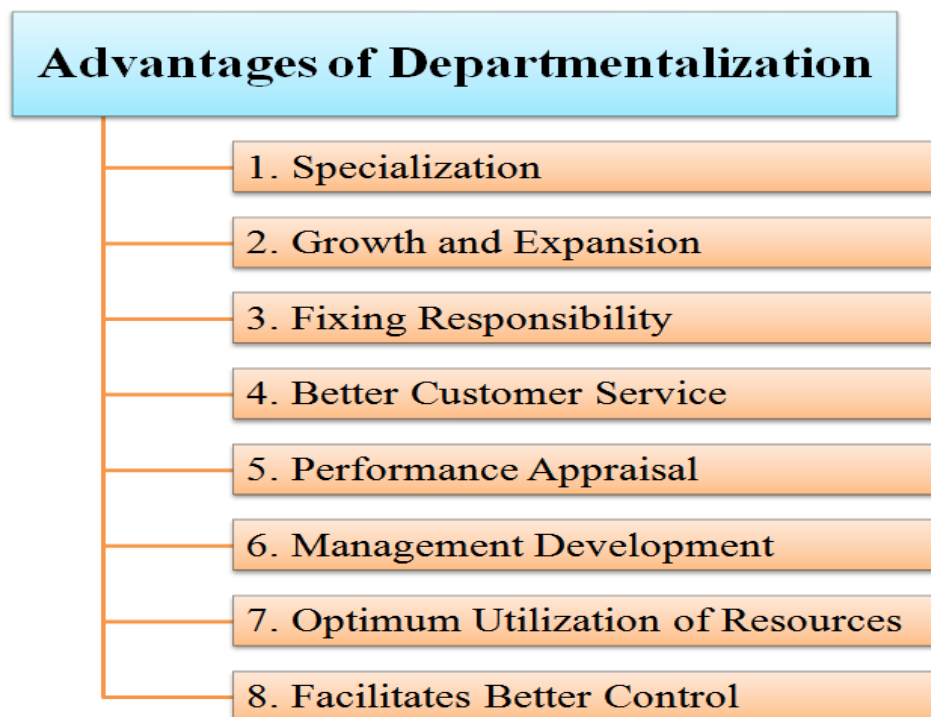 Advantages of Departmentalization
1. Specialization
2. Growth and Expansion
3. Fixing Responsibility
4. Better Customer Service
5. Performance Appraisal
6. Management Development
7. Optimum Utilization of Resources
8. Facilitates Better Control